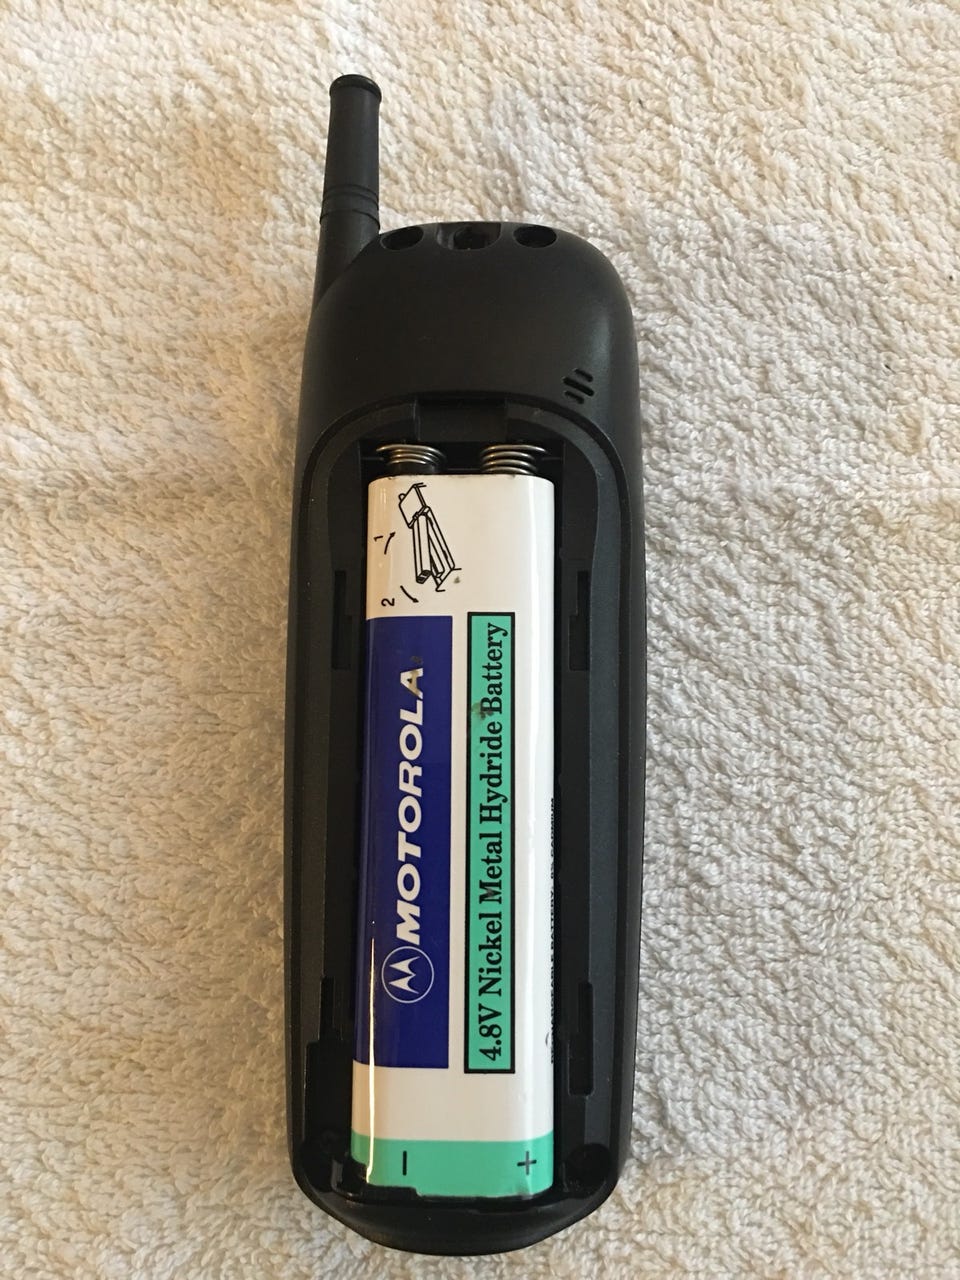 1
2
MOTOROLA
4.8V Nickel Metal Hydride Battery
- +